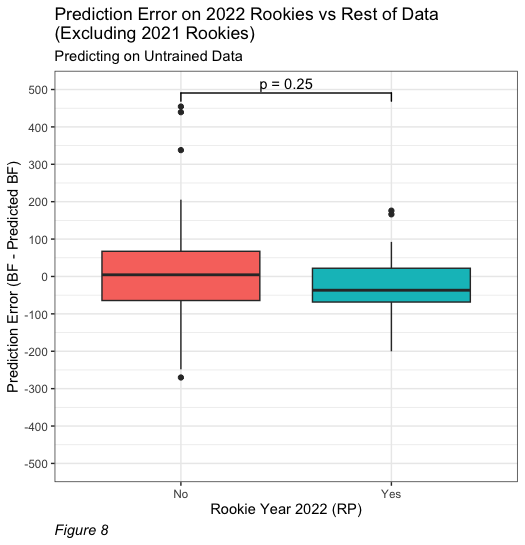 Prediction Error on 2022 Rookies vs Rest of Data
(Excluding 2021 Rookies)
Predicting on Untrained Data
p = 0.25
500
400
300
200
100
0
-100
-200
-300
-400
-500
Prediction Error (BF - Predicted BF)
No
Yes
Rookie Year 2022 (RP)
Figure 8